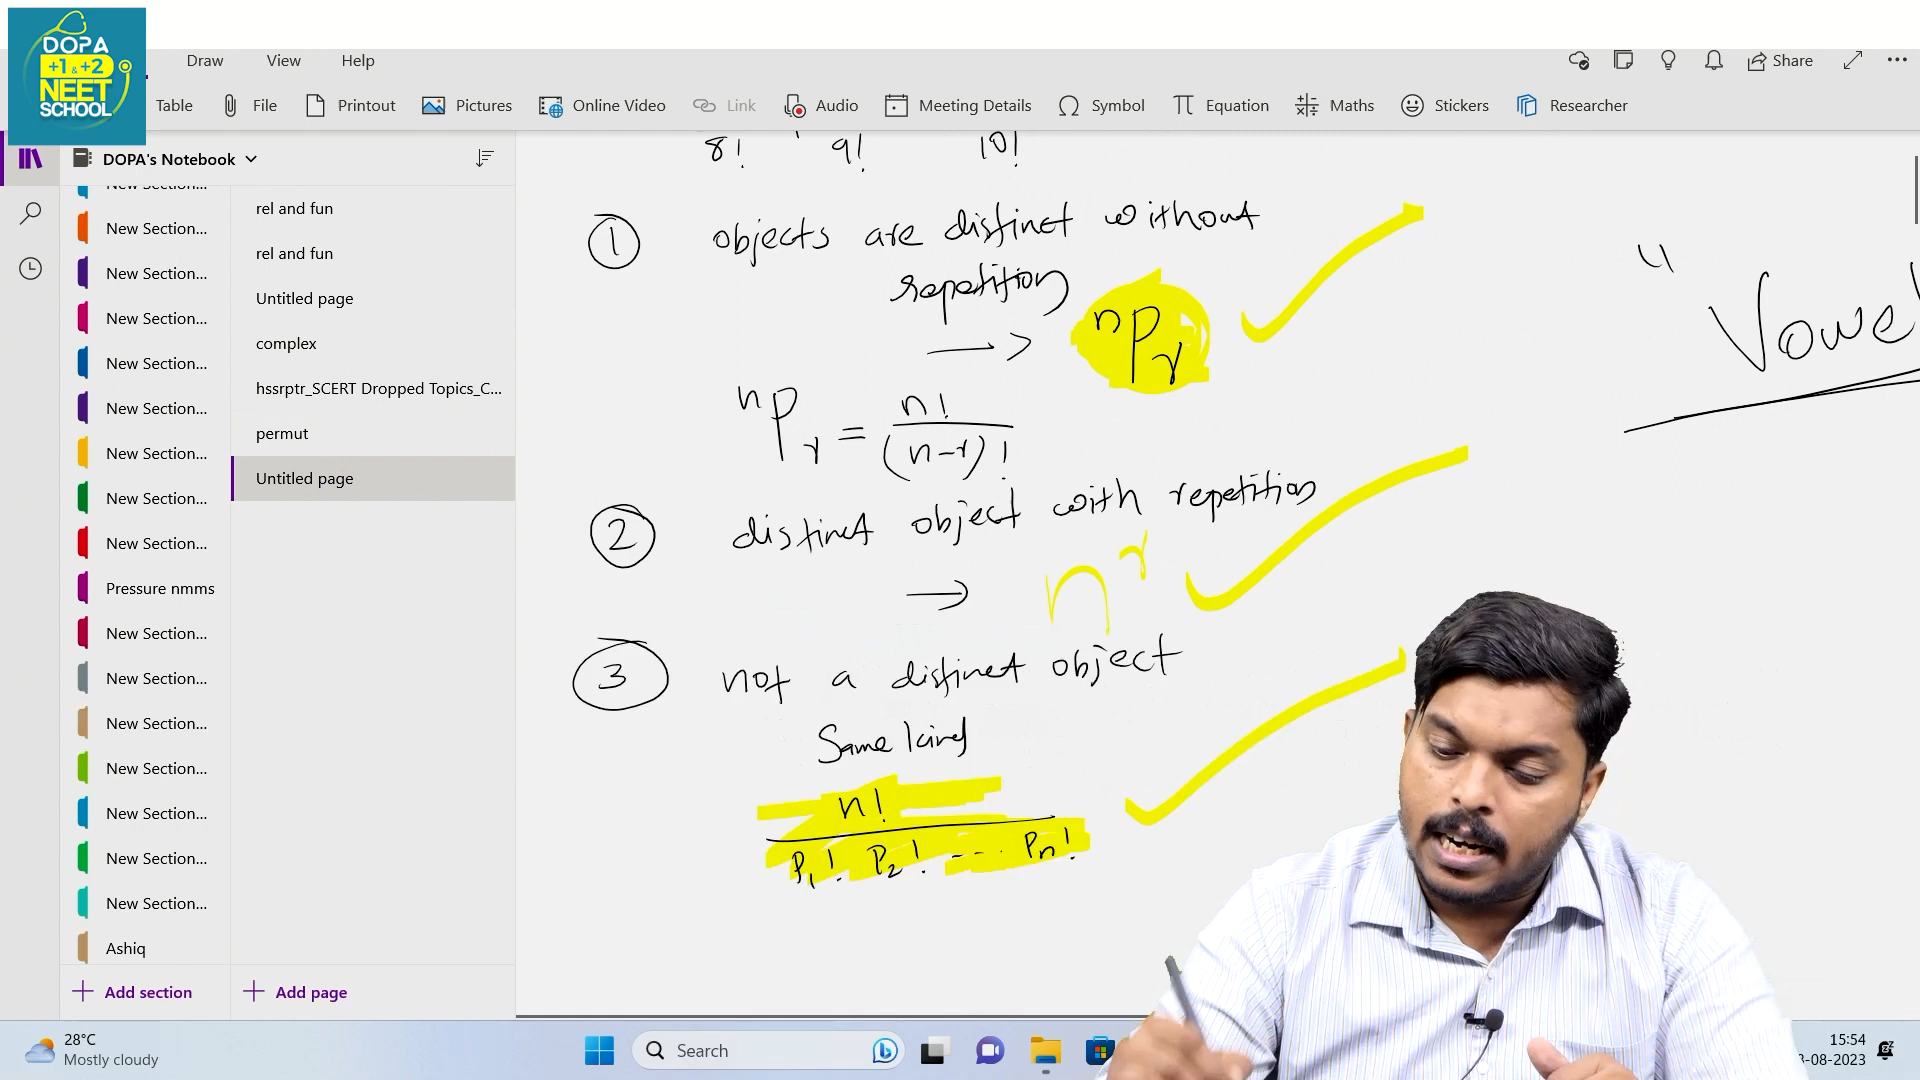 DOPA
+1 & +2
NEET
SCHOOL
Draw
View
Help
Share
Table
File
Printout
Pictures
Online Video
Link
Audio
Meeting Details
Symbol
Equation
Maths
Stickers
Researcher
DOPA's Notebook
New Section...
New Section...
New Section...
New Section...
New Section...
New Section...
New Section...
New Section...
New Section...
Pressure nmms
New Section...
New Section...
New Section...
New Section...
New Section...
New Section...
New Section...
Ashiq
Add section
rel and fun
rel and fun
Untitled page
complex
hssrptr_SCERT Dropped Topics_C...
permut
Untitled page
Add page
8! , 9! 10!
① objects are distinct without
repetition
→ ⁿPᵣ
ⁿPᵣ = n! / (n-r)!
② distinct object with repetition
→ nʳ
③ not a distinct object
Same kind
n!
P₁! P₂! --- Pₙ!
"
Vowel
28°C
Mostly cloudy
Search
15:54
-08-2023